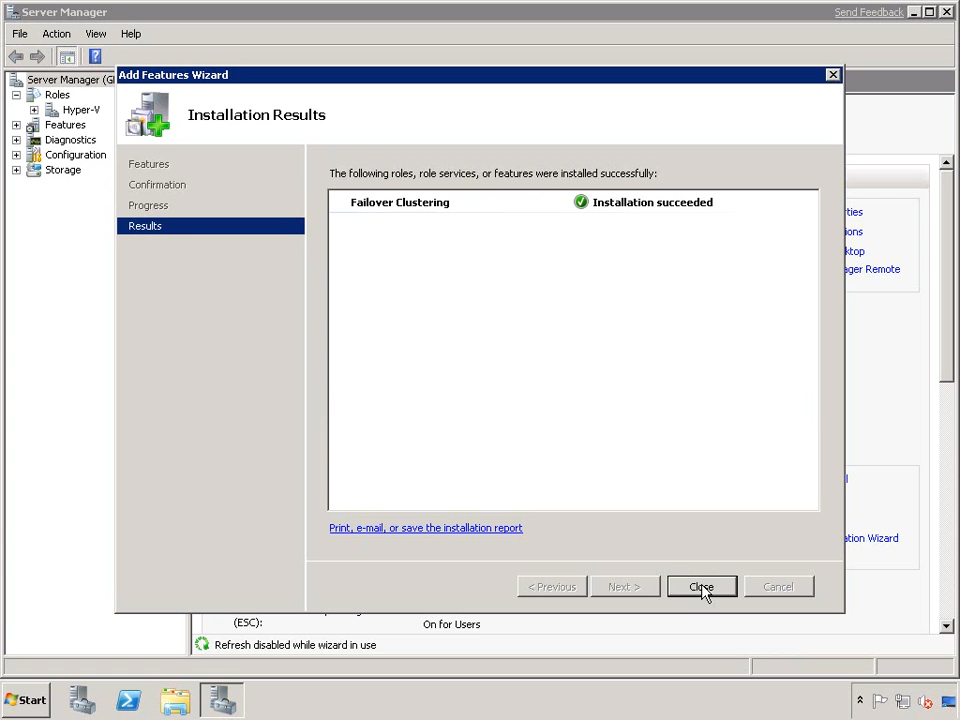 Server Manager
Send Feedback
File Action View Help
Server Manager (G
Roles
Hyper-V
Features
Diagnostics
Configuration
Storage
Add Features Wizard
Installation Results
Features
Confirmation
Progress
Results
The following roles, role services, or features were installed successfully:
Failover Clustering Installation succeeded
Print, e-mail, or save the installation report
< Previous Next > Close Cancel
erties
ions
ktop
ager Remote
ation Wizard
(ESC): On for Users
Refresh disabled while wizard in use
Start